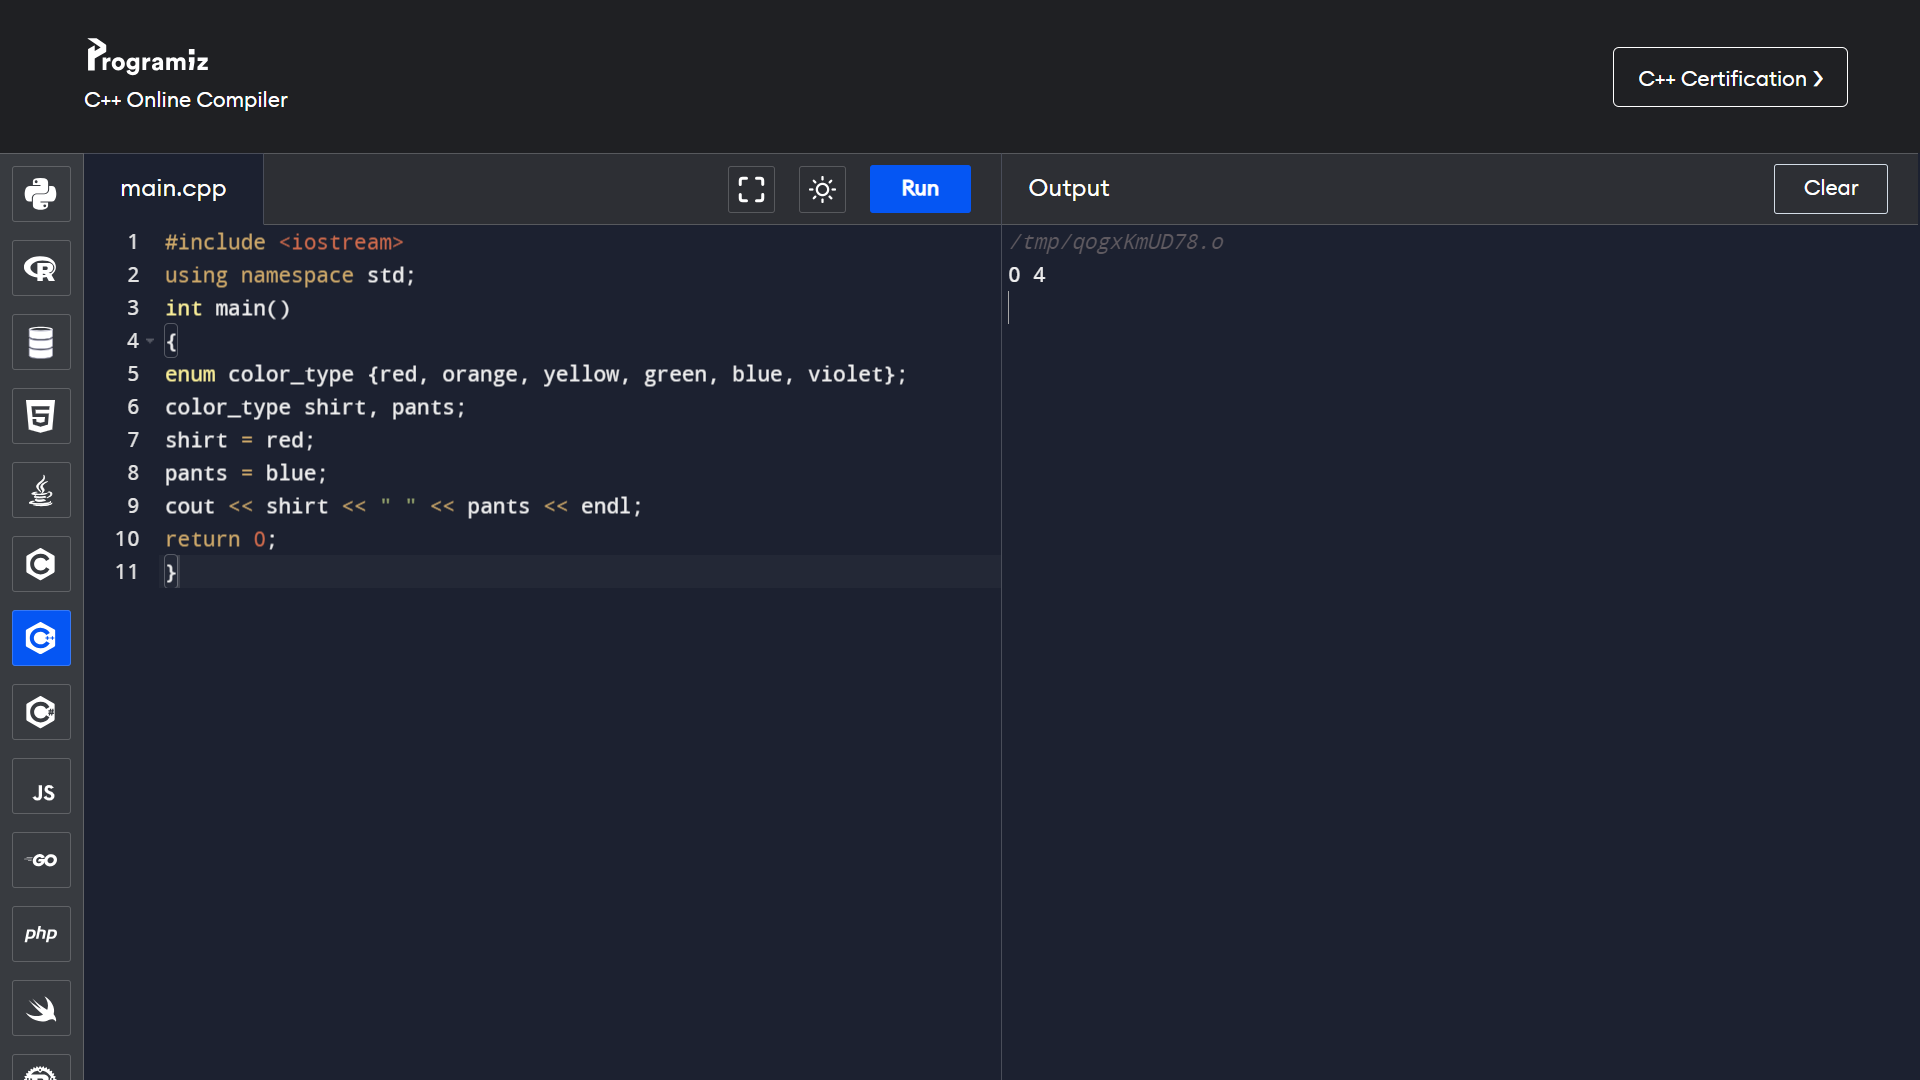 Programiz
C++ Online Compiler
C++ Certification ❯
main.cpp
Run
Output
Clear
1 #include <iostream>
2 using namespace std;
3 int main()
4 {
5 enum color_type {red, orange, yellow, green, blue, violet};
6 color_type shirt, pants;
7 shirt = red;
8 pants = blue;
9 cout << shirt << " " << pants << endl;
10 return 0;
11 }
/tmp/qogxKmUD78.o
0 4
R
5
C
C++
C#
JS
GO
php